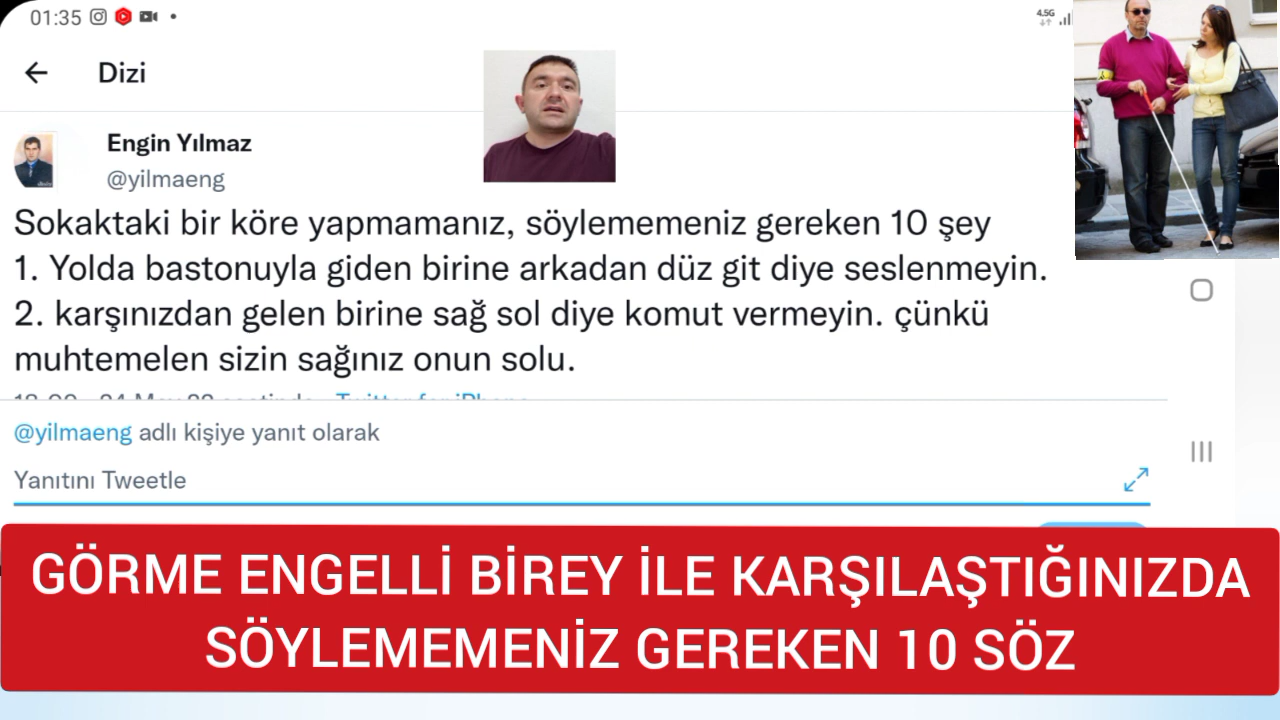 01:35
4,5G
Dizi
Engin Yılmaz
@yilmaeng
Sokaktaki bir köre yapmamanız, söylememeniz gereken 10 şey
1. Yolda bastonuyla giden birine arkadan düz git diye seslenmeyin.
2. karşınızdan gelen birine sağ sol diye komut vermeyin. çünkü
muhtemelen sizin sağınız onun solu.
@yilmaeng adlı kişiye yanıt olarak
Yanıtını Tweetle
GÖRME ENGELLİ BİREY İLE KARŞILAŞTIĞINIZDA
SÖYLEMEMENİZ GEREKEN 10 SÖZ